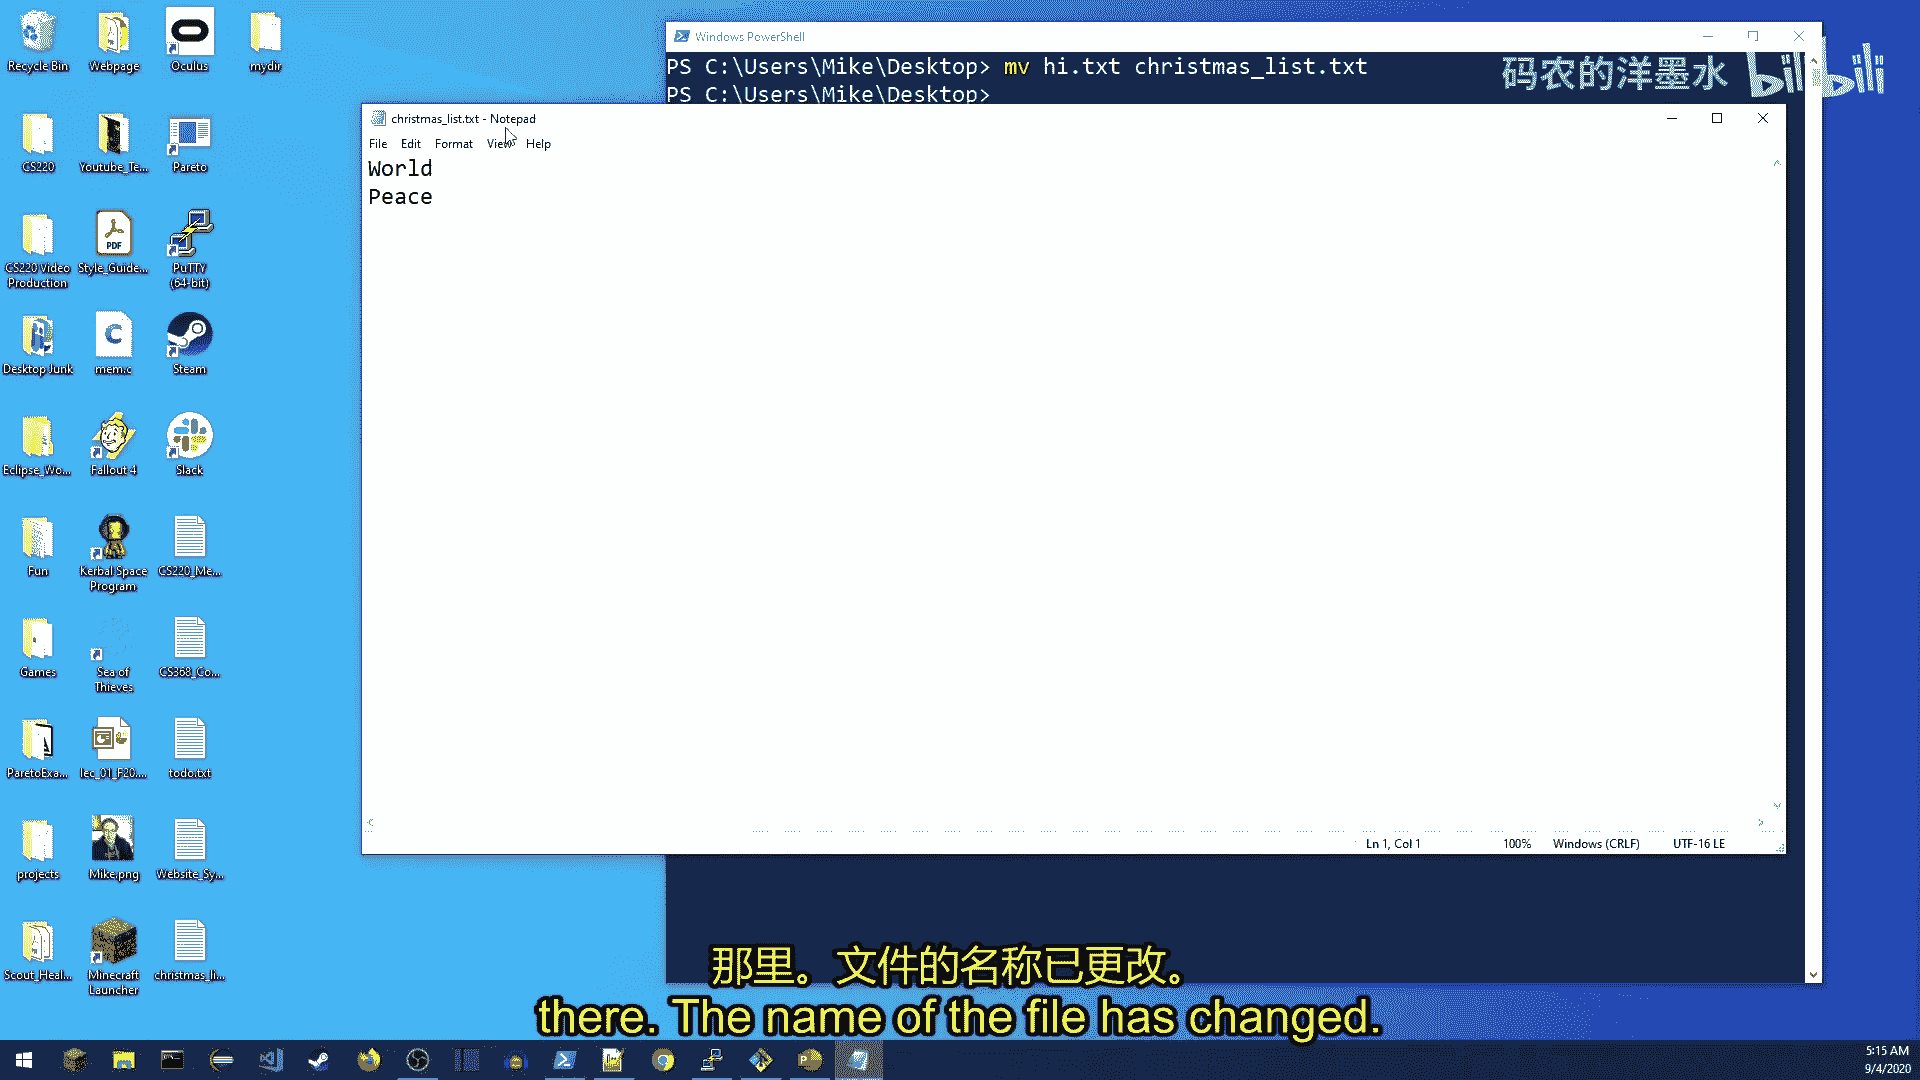 Recycle Bin
Webpage
Oculus
mydir
CS220
Youtube_Te...
Pareto
CS220 Video
Production
Style_Guide...
PDF
PuTTY
(64-bit)
Desktop Junk
mem.c
C
Steam
Eclipse_Wo...
Fallout 4
Slack
Fun
Kerbal Space
Program
CS220_Me...
Games
Sea of
Thieves
CS368_Co...
ParetoExa...
lec_01_F20....
todo.txt
projects
Mike.png
Website_Sy...
Scout_Heal...
Minecraft
Launcher
christmas_li...
Windows PowerShell
PS C:\Users\Mike\Desktop> mv hi.txt christmas_list.txt
PS C:\Users\Mike\Desktop>
码农的洋墨水 bilibili
christmas_list.txt - Notepad
File Edit Format View Help
World
Peace
Ln 1, Col 1 100% Windows (CRLF) UTF-16 LE
那里。文件的名称已更改。
there. The name of the file has changed.
5:15 AM
9/4/2020